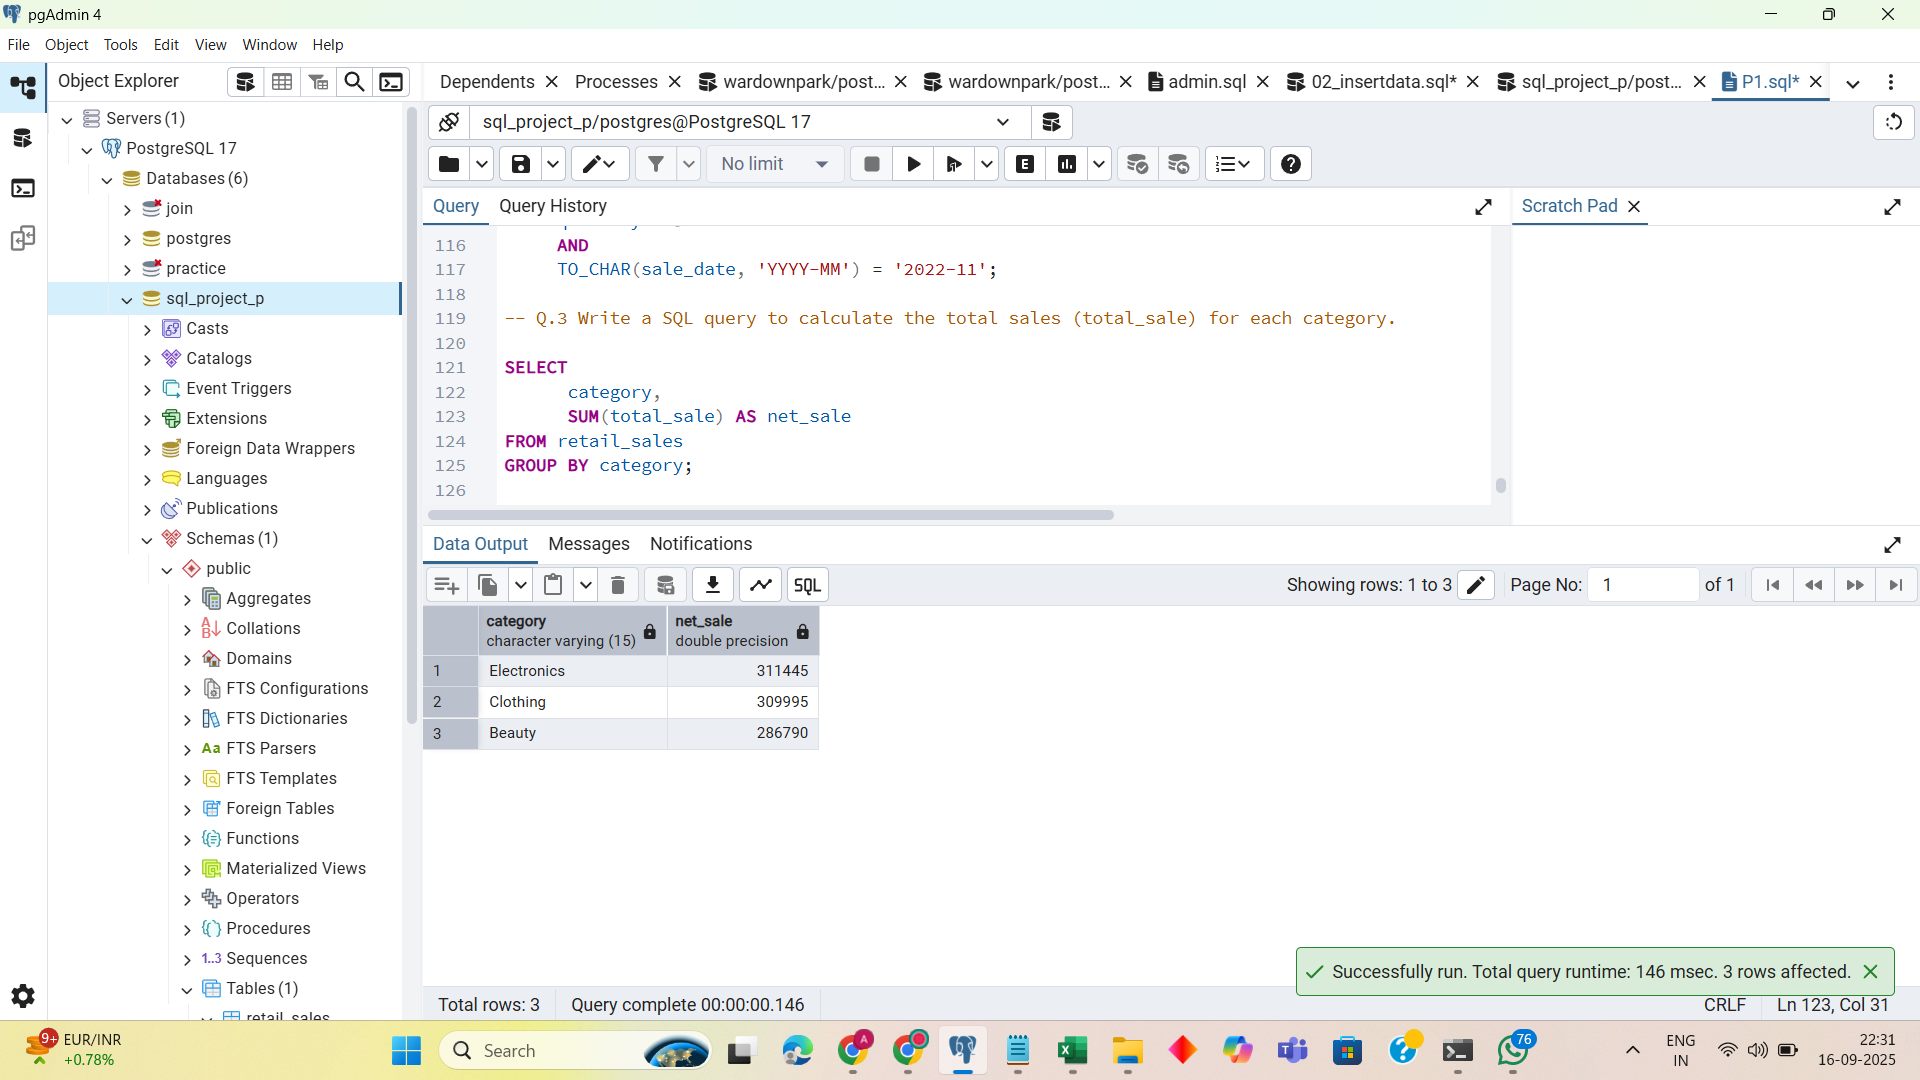 pgAdmin 4
File Object Tools Edit View Window Help
Object Explorer
Dependents
Processes
wardownpark/post...
wardownpark/post...
admin.sql
02_insertdata.sql*
sql_project_p/post...
P1.sql*
Servers (1)
PostgreSQL 17
Databases (6)
join
postgres
practice
sql_project_p
Casts
Catalogs
Event Triggers
Extensions
Foreign Data Wrappers
Languages
Publications
Schemas (1)
public
Aggregates
Collations
Domains
FTS Configurations
FTS Dictionaries
Aa FTS Parsers
FTS Templates
Foreign Tables
Functions
Materialized Views
Operators
Procedures
1..3 Sequences
Tables (1)
retail_sales
sql_project_p/postgres@PostgreSQL 17
No limit
E
Query Query History
Scratch Pad
116 AND
117 TO_CHAR(sale_date, 'YYYY-MM') = '2022-11';
118
119 -- Q.3 Write a SQL query to calculate the total sales (total_sale) for each category.
120
121 SELECT
122 category,
123 SUM(total_sale) AS net_sale
124 FROM retail_sales
125 GROUP BY category;
126
Data Output Messages Notifications
SQL
Showing rows: 1 to 3
Page No: 1 of 1
category net_sale
character varying (15) double precision
1 Electronics 311445
2 Clothing 309995
3 Beauty 286790
Successfully run. Total query runtime: 146 msec. 3 rows affected.
Total rows: 3
Query complete 00:00:00.146
CRLF
Ln 123, Col 31
9+
EUR/INR
+0.78%
Search
A
76
ENG
IN
22:31
16-09-2025